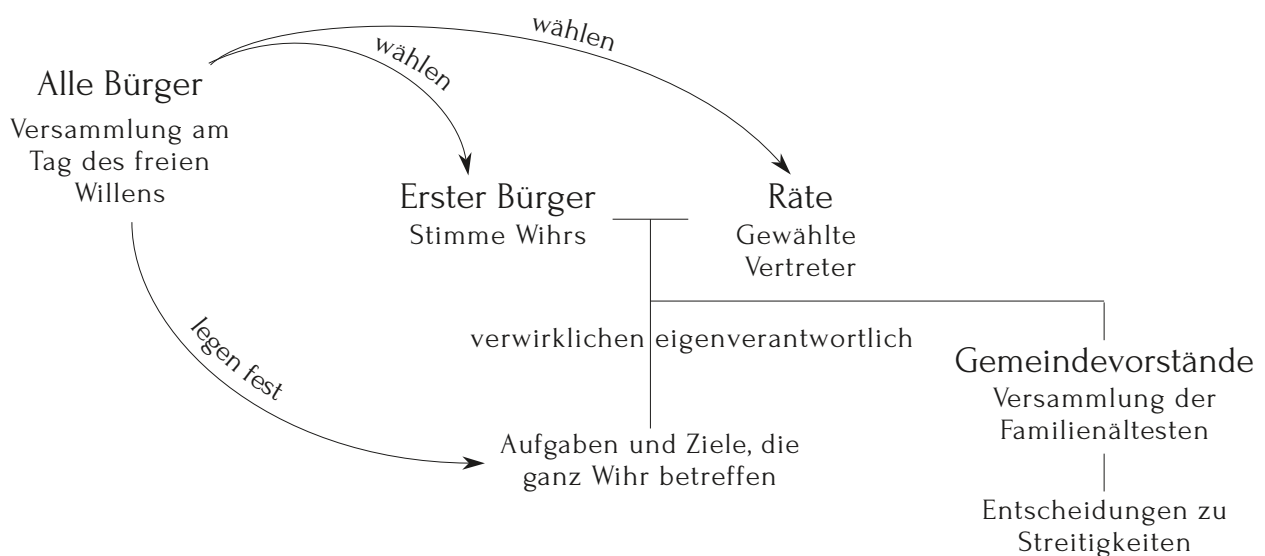 wählen
wählen
Alle Bürger
Versammlung am
Tag des freien
Willens
Erster Bürger
Stimme Wihrs
Räte
Gewählte
Vertreter
legen fest
verwirklichen eigenverantwortlich
Gemeindevorstände
Versammlung der
Familienältesten
Aufgaben und Ziele, die
ganz Wihr betreffen
Entscheidungen zu
Streitigkeiten